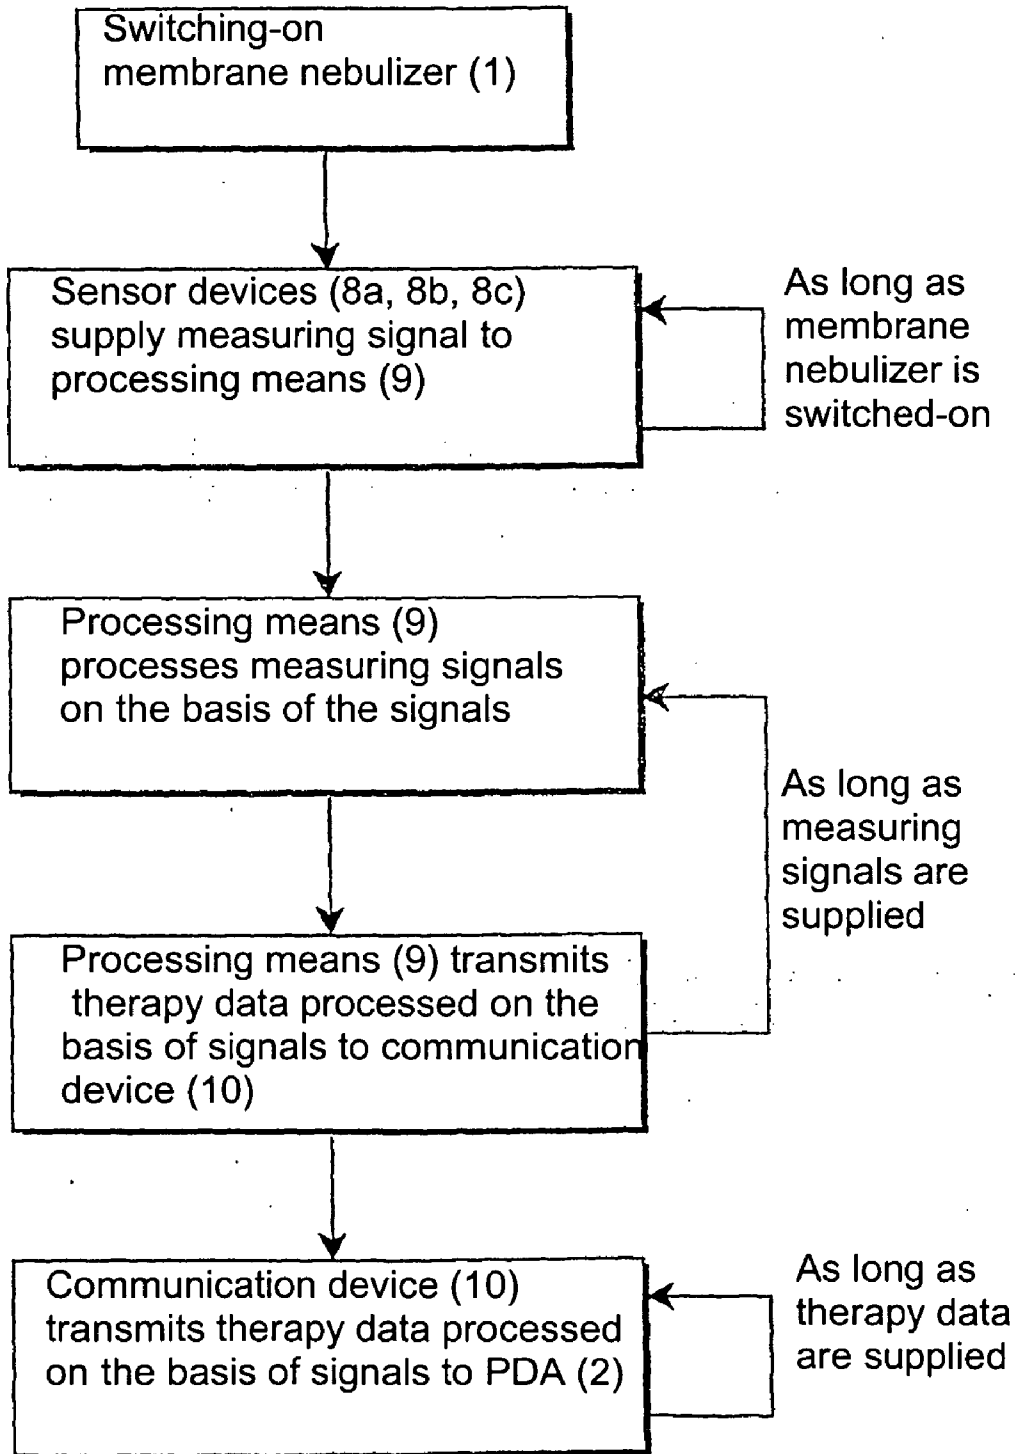 Switching-on
membrane nebulizer (1)
Sensor devices (8a, 8b, 8c)
supply measuring signal to
processing means (9)
As long as
membrane
nebulizer is
switched-on
Processing means (9)
processes measuring signals
on the basis of the signals
As long as
measuring
signals are
supplied
Processing means (9) transmits
therapy data processed on the
basis of signals to communication
device (10)
Communication device (10)
transmits therapy data processed
on the basis of signals to PDA (2)
As long as
therapy data
are supplied